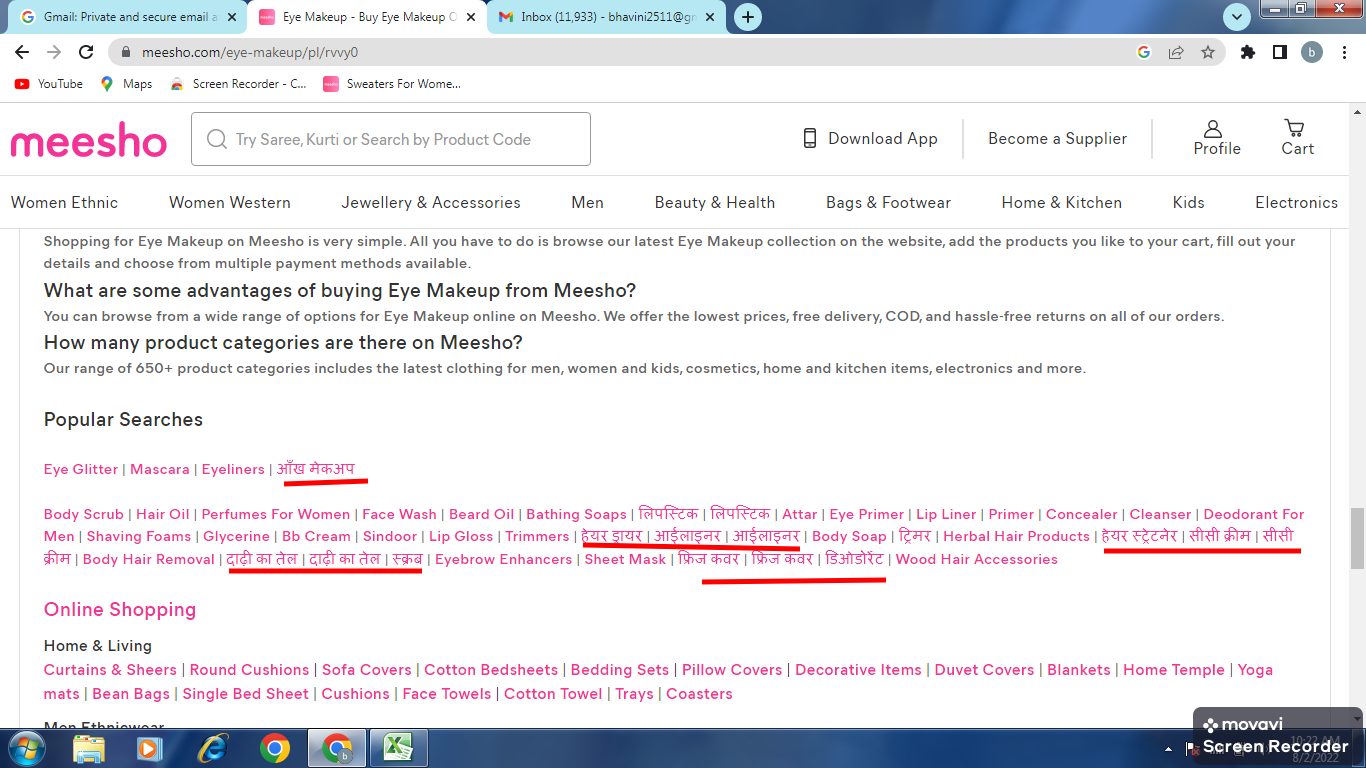 Gmail: Private and secure email a
Eye Makeup - Buy Eye Makeup O
Inbox (11,933) - bhavini2511@gm
meesho.com/eye-makeup/pl/rvvy0
b
YouTube
Maps
Screen Recorder - C...
Sweaters For Wome...
meesho
Try Saree, Kurti or Search by Product Code
Download App
Become a Supplier
Profile
Cart
Women Ethnic
Women Western
Jewellery & Accessories
Men
Beauty & Health
Bags & Footwear
Home & Kitchen
Kids
Electronics
Shopping for Eye Makeup on Meesho is very simple. All you have to do is browse our latest Eye Makeup collection on the website, add the products you like to your cart, fill out your
details and choose from multiple payment methods available.
What are some advantages of buying Eye Makeup from Meesho?
You can browse from a wide range of options for Eye Makeup online on Meesho. We offer the lowest prices, free delivery, COD, and hassle-free returns on all of our orders.
How many product categories are there on Meesho?
Our range of 650+ product categories includes the latest clothing for men, women and kids, cosmetics, home and kitchen items, electronics and more.
Popular Searches
Eye Glitter | Mascara | Eyeliners | आँख मेकअप
Body Scrub | Hair Oil | Perfumes For Women | Face Wash | Beard Oil | Bathing Soaps | लिपस्टिक | लिपस्टिक | Attar | Eye Primer | Lip Liner | Primer | Concealer | Cleanser | Deodorant For
Men | Shaving Foams | Glycerine | Bb Cream | Sindoor | Lip Gloss | Trimmers | हेयर ड्रायर | आईलाइनर | आईलाइनर | Body Soap | ट्रिमर | Herbal Hair Products | हेयर स्ट्रेटनेर | सीसी क्रीम | सीसी
क्रीम | Body Hair Removal | दाढ़ी का तेल | दाढ़ी का तेल | स्क्रब | Eyebrow Enhancers | Sheet Mask | फ्रिज कवर | फ्रिज कवर | डिओडोरेंट | Wood Hair Accessories
Online Shopping
Home & Living
Curtains & Sheers | Round Cushions | Sofa Covers | Cotton Bedsheets | Bedding Sets | Pillow Covers | Decorative Items | Duvet Covers | Blankets | Home Temple | Yoga
mats | Bean Bags | Single Bed Sheet | Cushions | Face Towels | Cotton Towel | Trays | Coasters
Men Ethnicwear
movavi
Screen Recorder
10:22 AM
8/2/2022